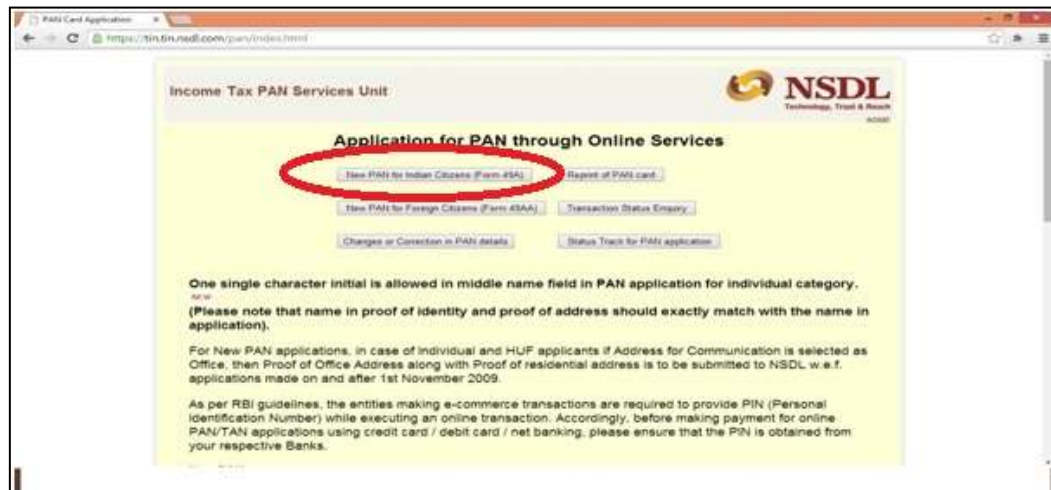 PAN Card Application
https://tin.tin.nsdl.com/pan/index.html
Income Tax PAN Services Unit
NSDL
Technology, Trust & Reach
HOME
Application for PAN through Online Services
New PAN for Indian Citizens (Form 49A)
Reprint of PAN card
New PAN for Foreign Citizens (Form 49AA)
Transaction Status Enquiry
Changes or Correction in PAN details
Status Track for PAN application
One single character initial is allowed in middle name field in PAN application for individual category.
NEW
(Please note that name in proof of identity and proof of address should exactly match with the name in
application).
For New PAN applications, in case of Individual and HUF applicants if Address for Communication is selected as
Office, then Proof of Office Address along with Proof of residential address is to be submitted to NSDL w.e.f.
applications made on and after 1st November 2009.
As per RBI guidelines, the entities making e-commerce transactions are required to provide PIN (Personal
Identification Number) while executing an online transaction. Accordingly, before making payment for online
PAN/TAN applications using credit card / debit card / net banking, please ensure that the PIN is obtained from
your respective Banks.